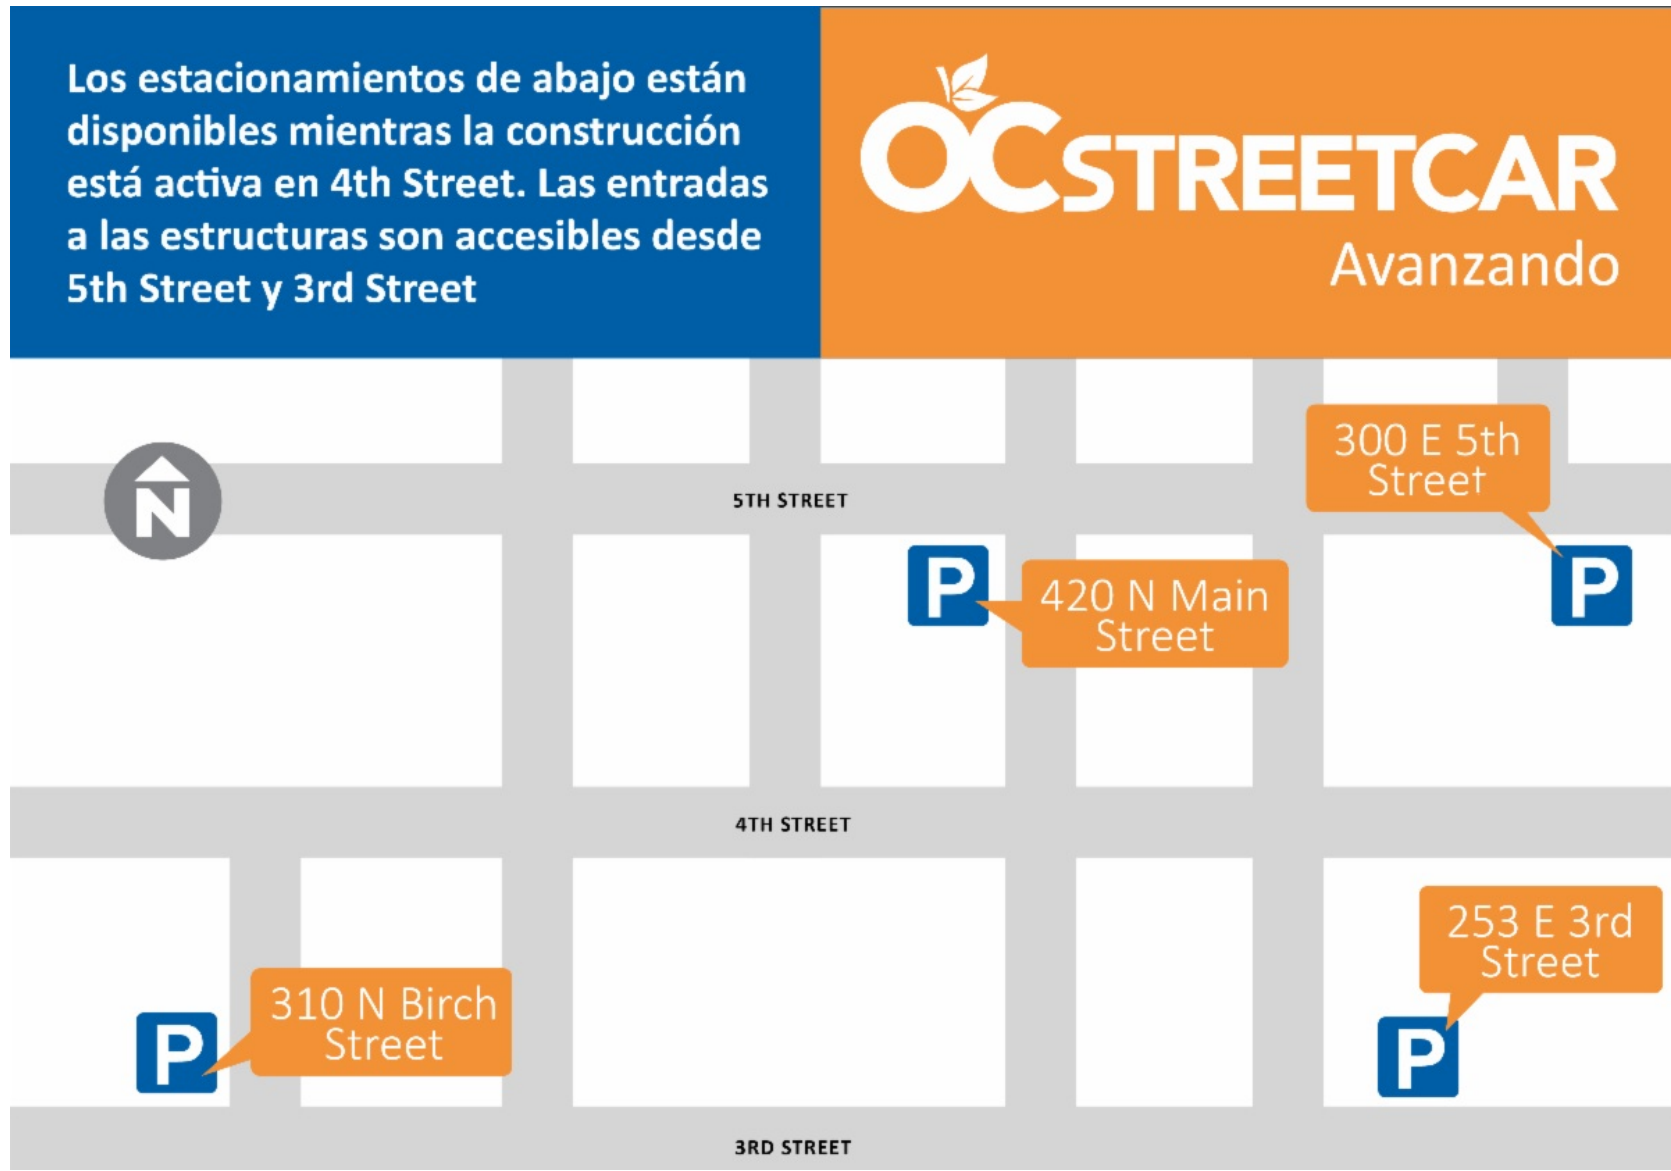 Los estacionamientos de abajo están
disponibles mientras la construcción
está activa en 4th Street. Las entradas
a las estructuras son accesibles desde
5th Street y 3rd Street
OCSTREETCAR
Avanzando
N
5TH STREET
300 E 5th
Street
P
420 N Main
Street
P
4TH STREET
253 E 3rd
Street
310 N Birch
Street
P
P
3RD STREET